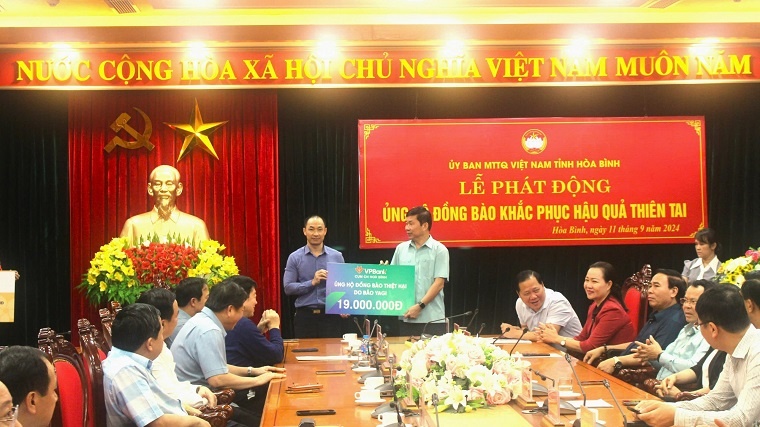 NƯỚC CỘNG HÒA XÃ HỘI CHỦ NGHĨA VIỆT NAM MUÔN NĂM
ỦY BAN MTTQ VIỆT NAM TỈNH HÒA BÌNH
LỄ PHÁT ĐỘNG
ỦNG HỘ ĐỒNG BÀO KHẮC PHỤC HẬU QUẢ THIÊN TAI
Hòa Bình, ngày 11 tháng 9 năm 2024
VPBank
ỦNG HỘ ĐỒNG BÀO THIỆT HẠI
DO BÃO YAGI
19.000.000Đ